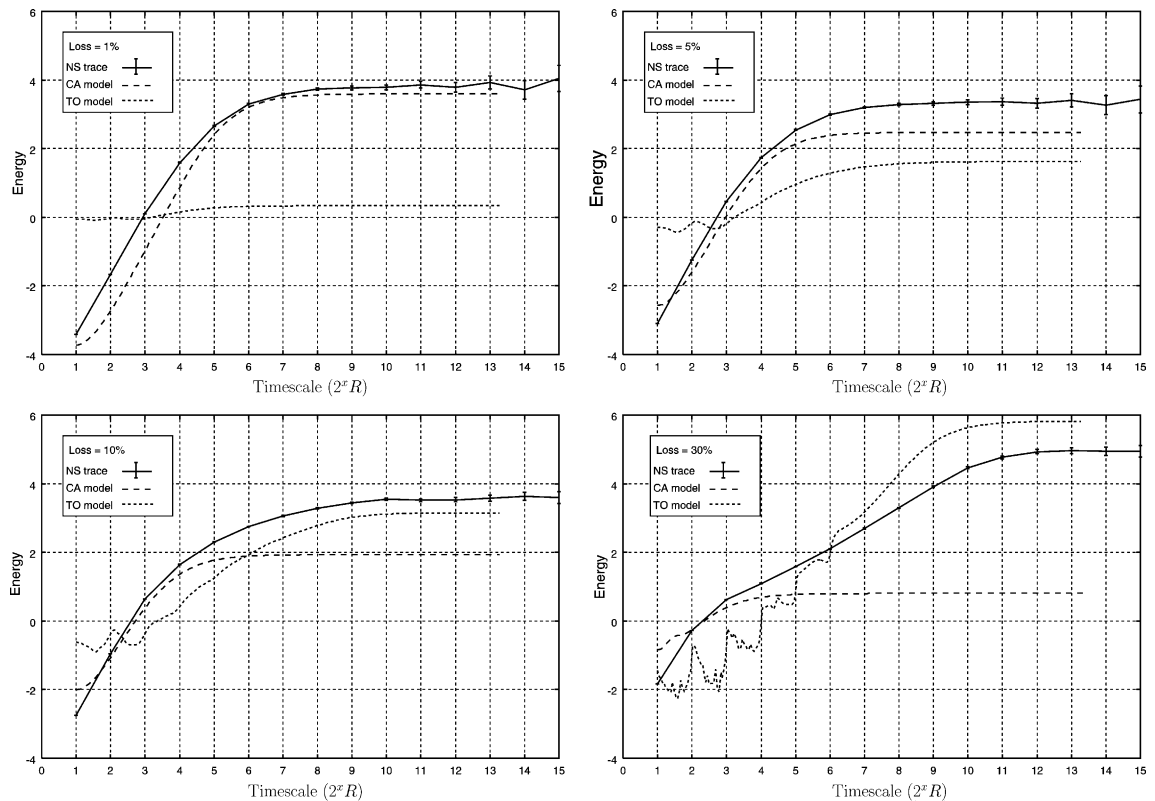 6
4
2
0
-2
-4
Energy
Loss = 1%
NS trace
CA model
TO model
0 1 2 3 4 5 6 7 8 9 10 11 12 13 14 15
Timescale (2^x R)
6
4
2
0
-2
-4
Energy
Loss = 5%
NS trace
CA model
TO model
0 1 2 3 4 5 6 7 8 9 10 11 12 13 14 15
Timescale (2^x R)
6
4
2
0
-2
-4
Energy
Loss = 10%
NS trace
CA model
TO model
0 1 2 3 4 5 6 7 8 9 10 11 12 13 14 15
Timescale (2^x R)
6
4
2
0
-2
-4
Energy
Loss = 30%
NS trace
CA model
TO model
0 1 2 3 4 5 6 7 8 9 10 11 12 13 14 15
Timescale (2^x R)